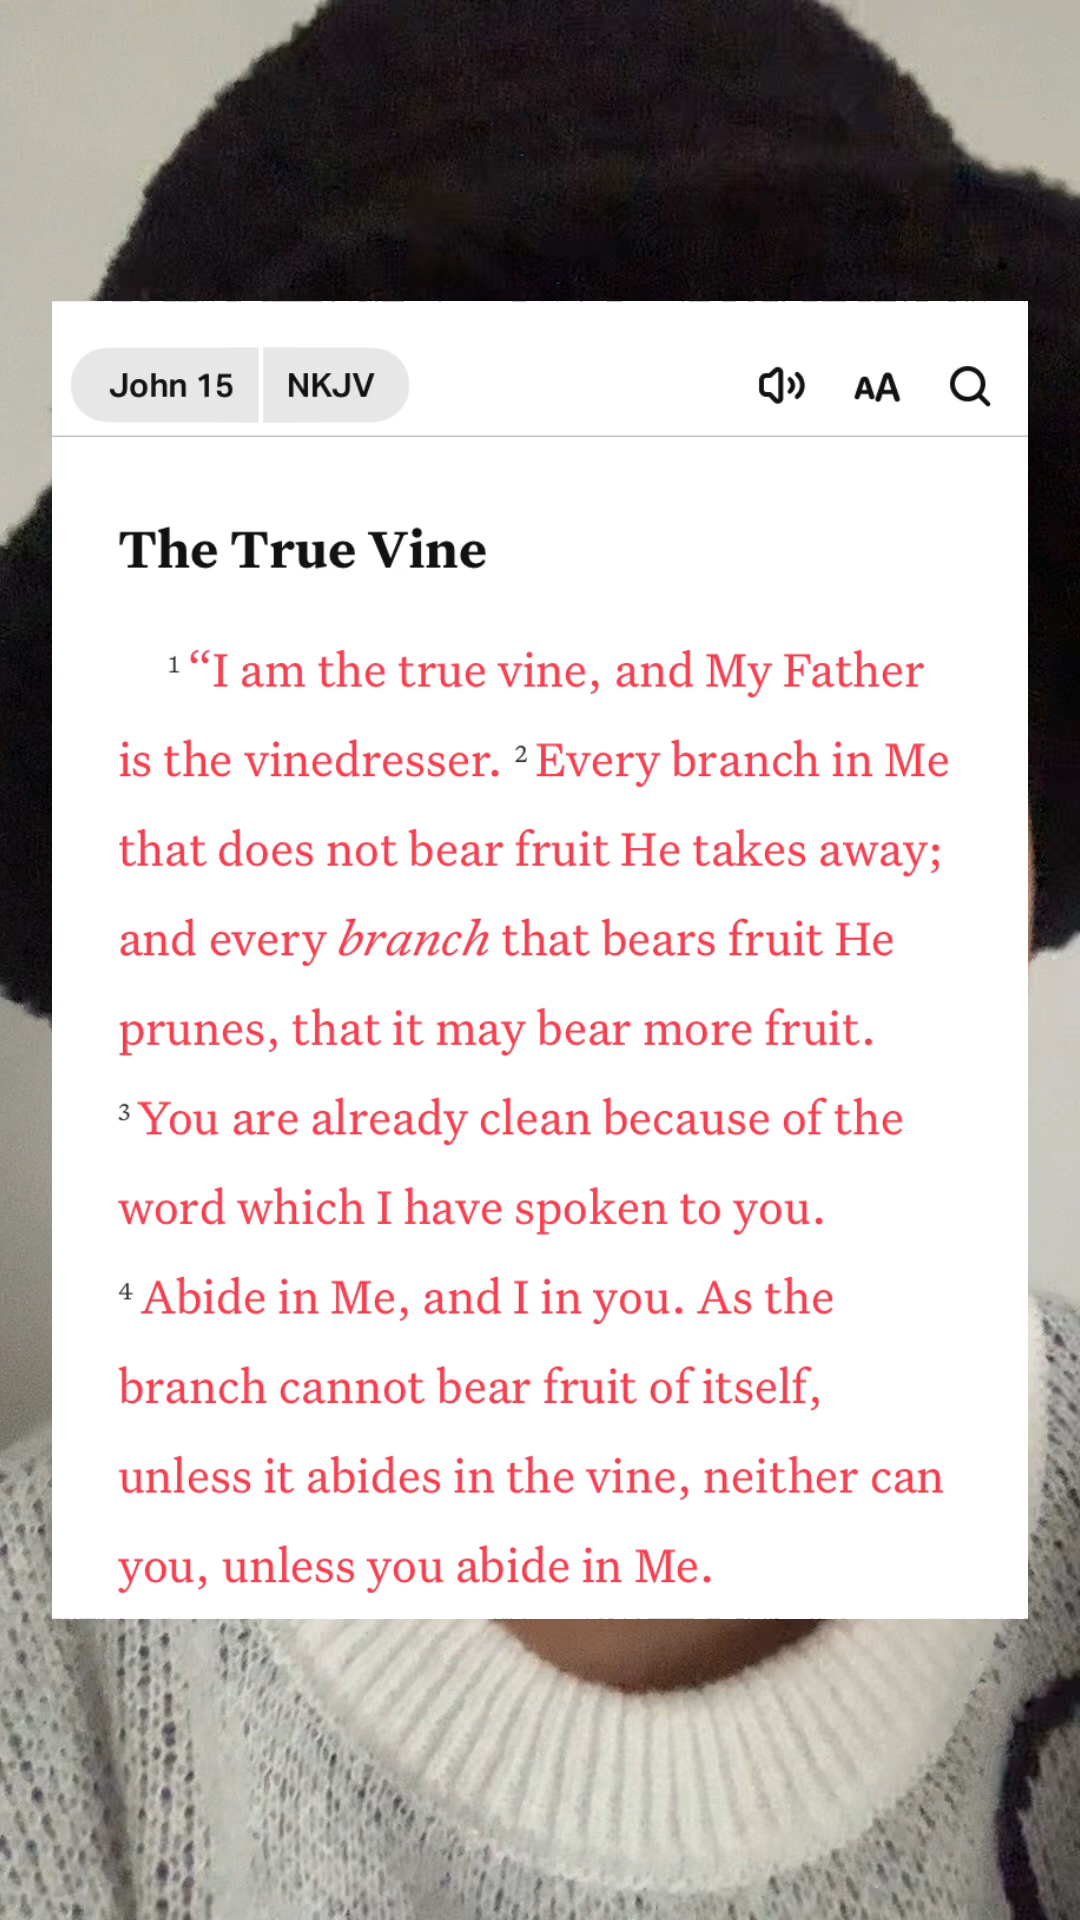 John 15 NKJV AA
The True Vine
1 “I am the true vine, and My Father
is the vinedresser. 2 Every branch in Me
that does not bear fruit He takes away;
and every branch that bears fruit He
prunes, that it may bear more fruit.
3 You are already clean because of the
word which I have spoken to you.
4 Abide in Me, and I in you. As the
branch cannot bear fruit of itself,
unless it abides in the vine, neither can
you, unless you abide in Me.